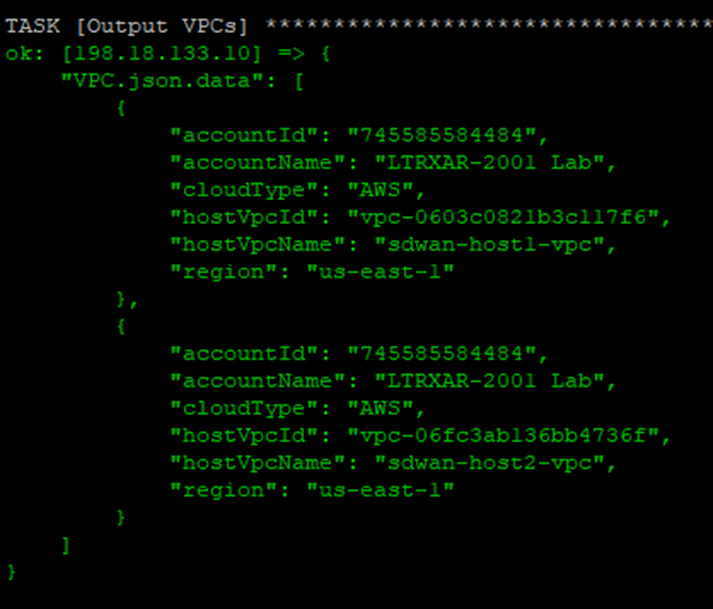 TASK [Output VPCs] *********************************
ok: [198.18.133.10] => {
    "VPC.json.data": [
        {
            "accountId": "745585584484",
            "accountName": "LTRXAR-2001 Lab",
            "cloudType": "AWS",
            "hostVpcId": "vpc-0603c0821b3c117f6",
            "hostVpcName": "sdwan-host1-vpc",
            "region": "us-east-1"
        },
        {
            "accountId": "745585584484",
            "accountName": "LTRXAR-2001 Lab",
            "cloudType": "AWS",
            "hostVpcId": "vpc-06fc3ab136bb4736f",
            "hostVpcName": "sdwan-host2-vpc",
            "region": "us-east-1"
        }
    ]
}